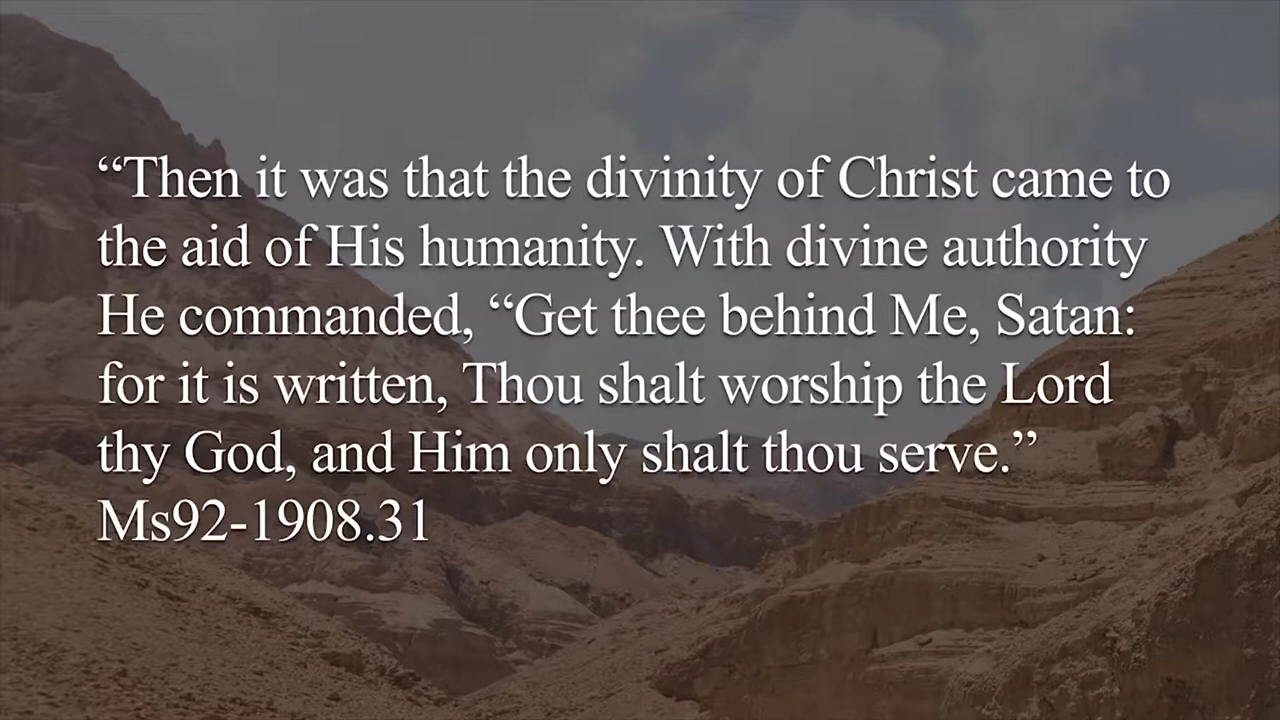 “Then it was that the divinity of Christ came to
the aid of His humanity. With divine authority
He commanded, “Get thee behind Me, Satan:
for it is written, Thou shalt worship the Lord
thy God, and Him only shalt thou serve.”
Ms92-1908.31